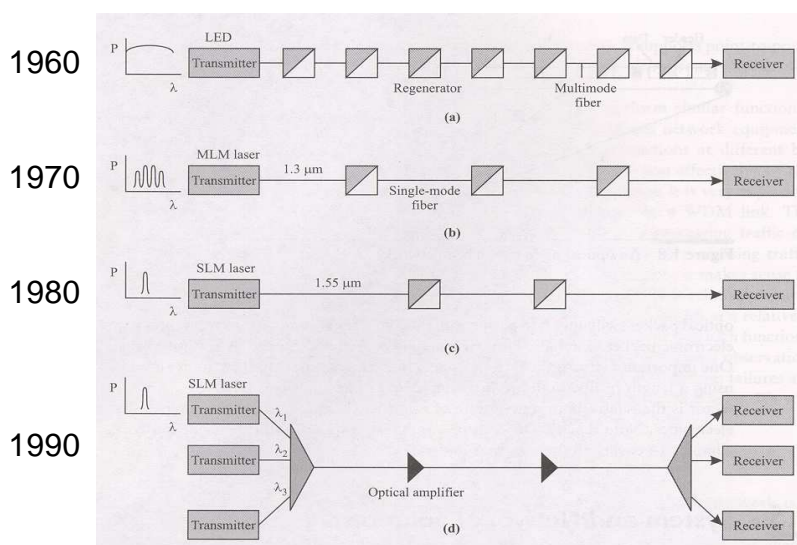 1960
P
λ
LED
Transmitter
Regenerator
Multimode
fiber
Receiver
(a)
1970
P
λ
MLM laser
Transmitter
1.3 μm
Single-mode
fiber
Receiver
(b)
1980
P
λ
SLM laser
Transmitter
1.55 μm
Receiver
(c)
1990
P
λ
SLM laser
Transmitter
λ1
Receiver
Transmitter
λ2
Receiver
λ3
Optical amplifier
Transmitter
Receiver
(d)